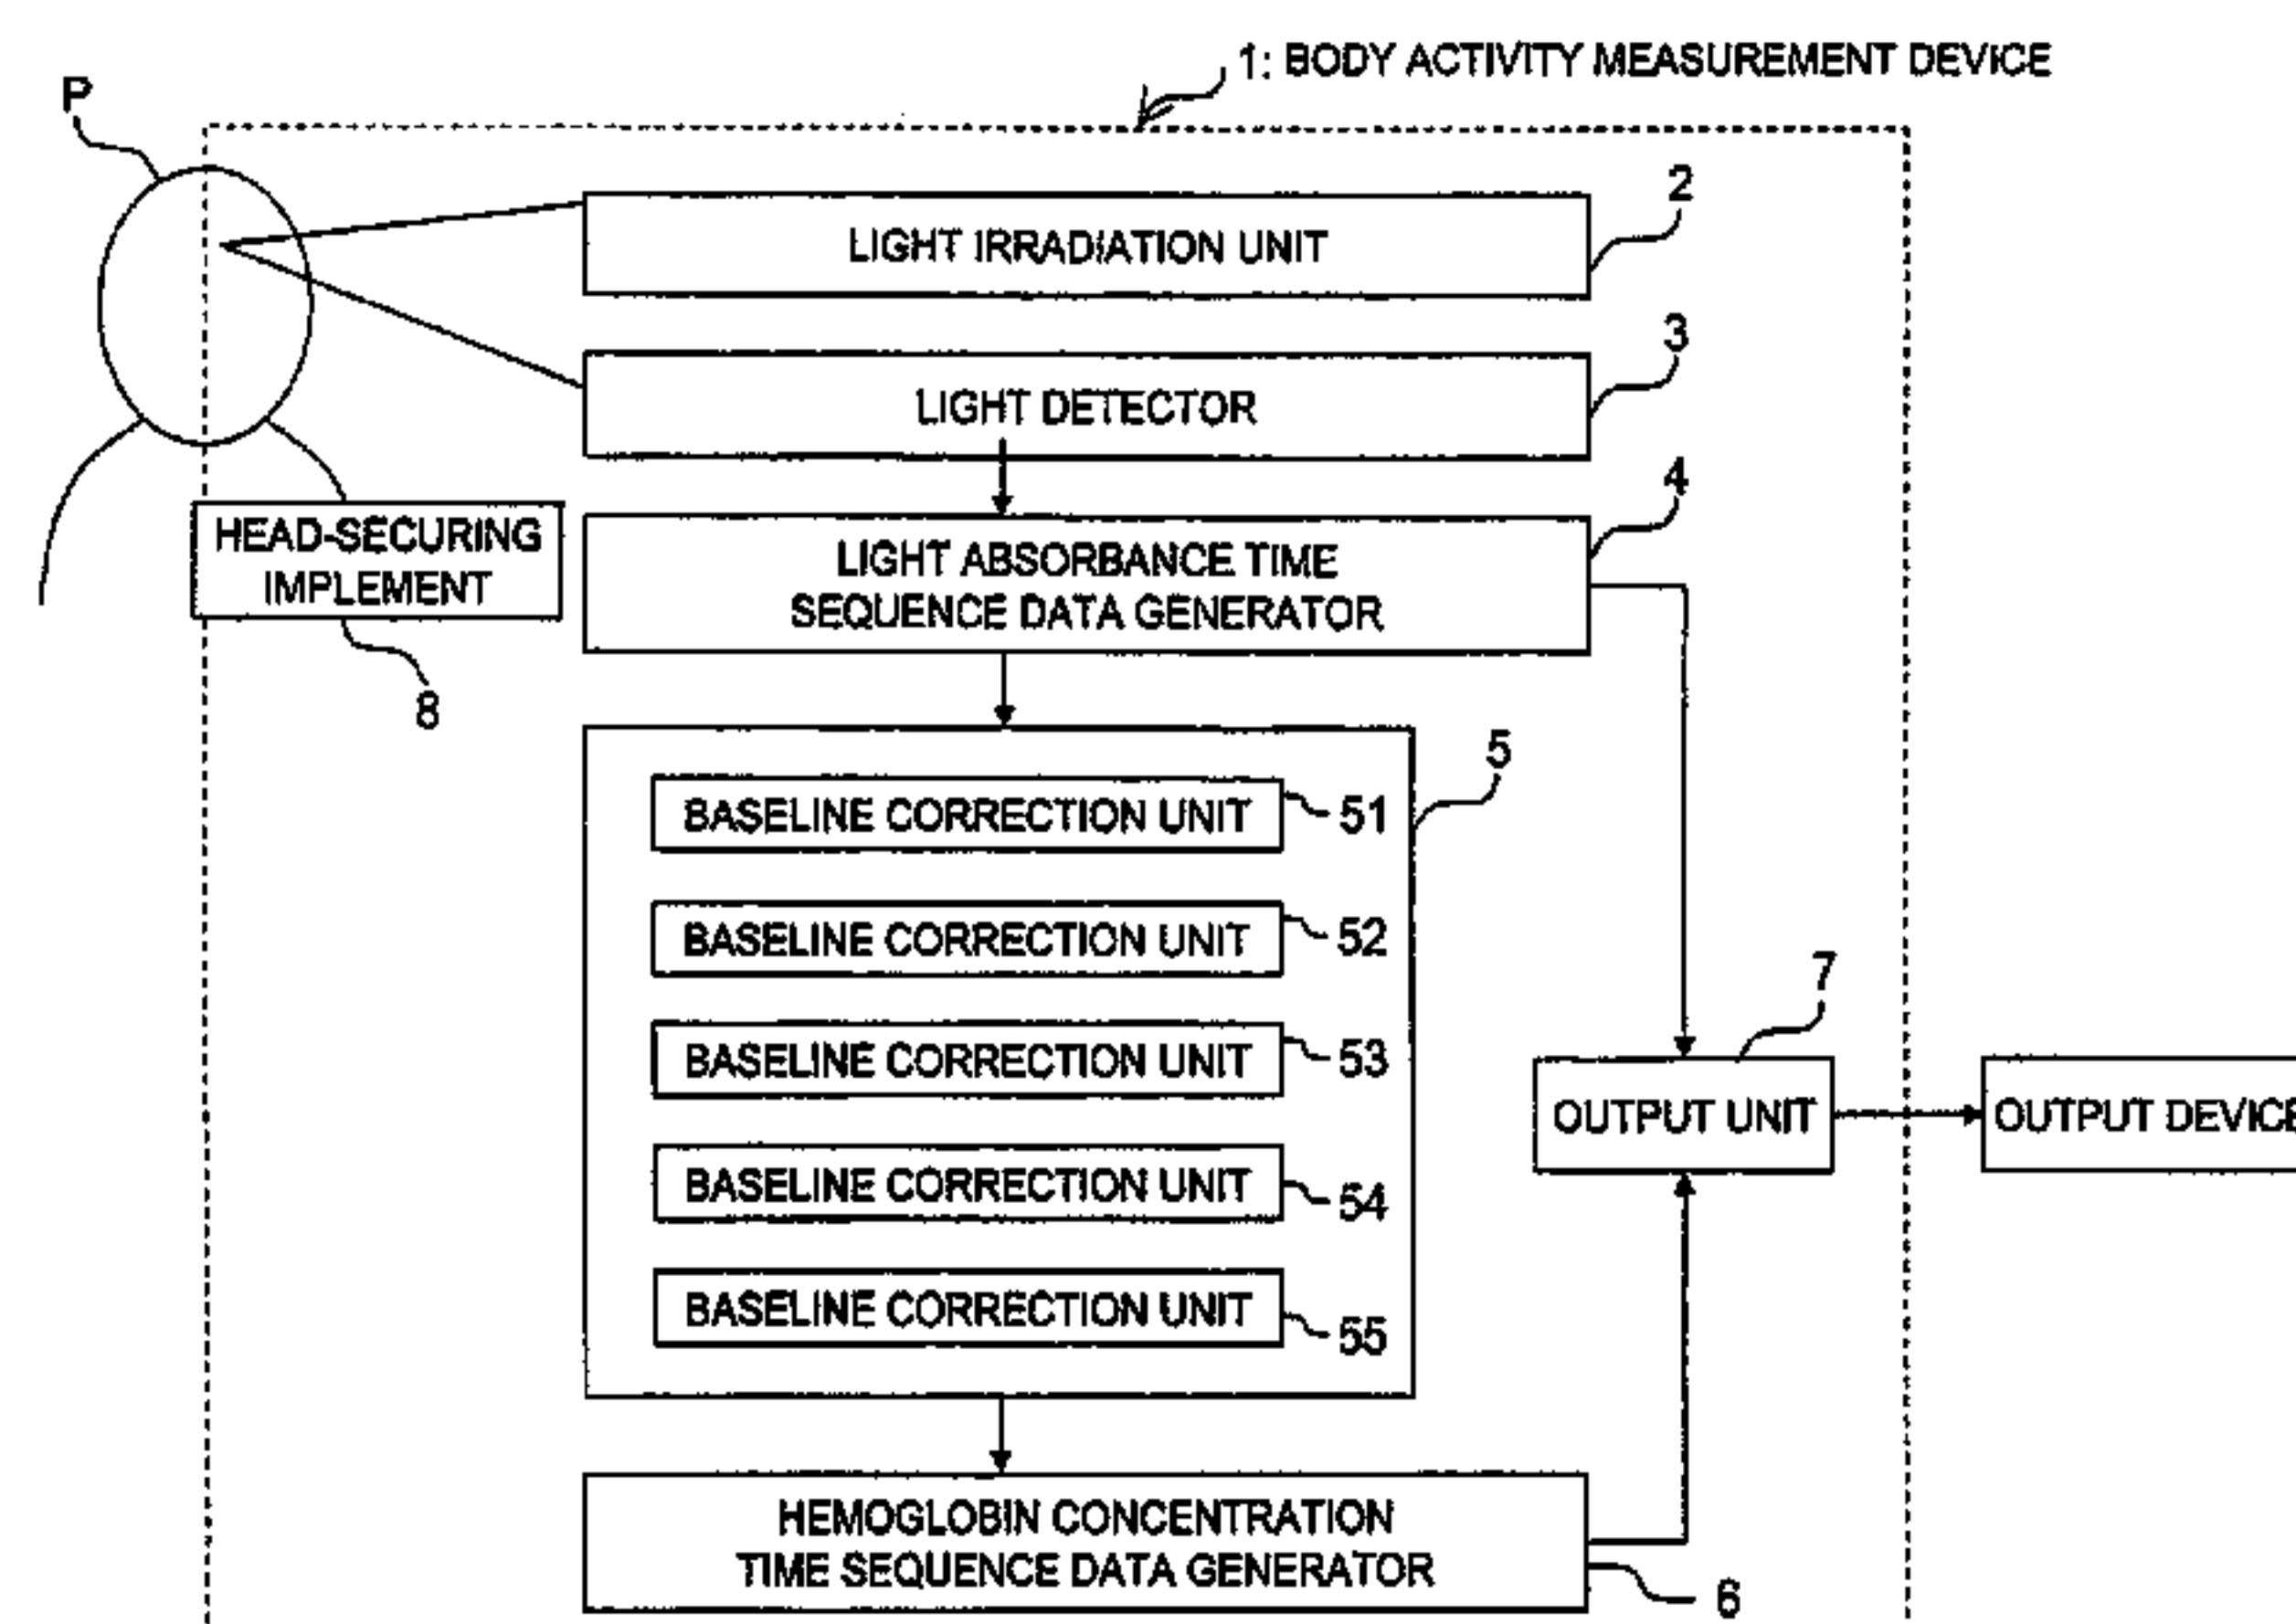 1: BODY ACTIVITY MEASUREMENT DEVICE
P
2
LIGHT IRRADIATION UNIT
3
LIGHT DETECTOR
4
HEAD-SECURING
IMPLEMENT
LIGHT ABSORBANCE TIME
SEQUENCE DATA GENERATOR
8
5
BASELINE CORRECTION UNIT 51
BASELINE CORRECTION UNIT 52
BASELINE CORRECTION UNIT 53
BASELINE CORRECTION UNIT 54
BASELINE CORRECTION UNIT 55
7
OUTPUT UNIT
OUTPUT DEVICE
HEMOGLOBIN CONCENTRATION
TIME SEQUENCE DATA GENERATOR
6